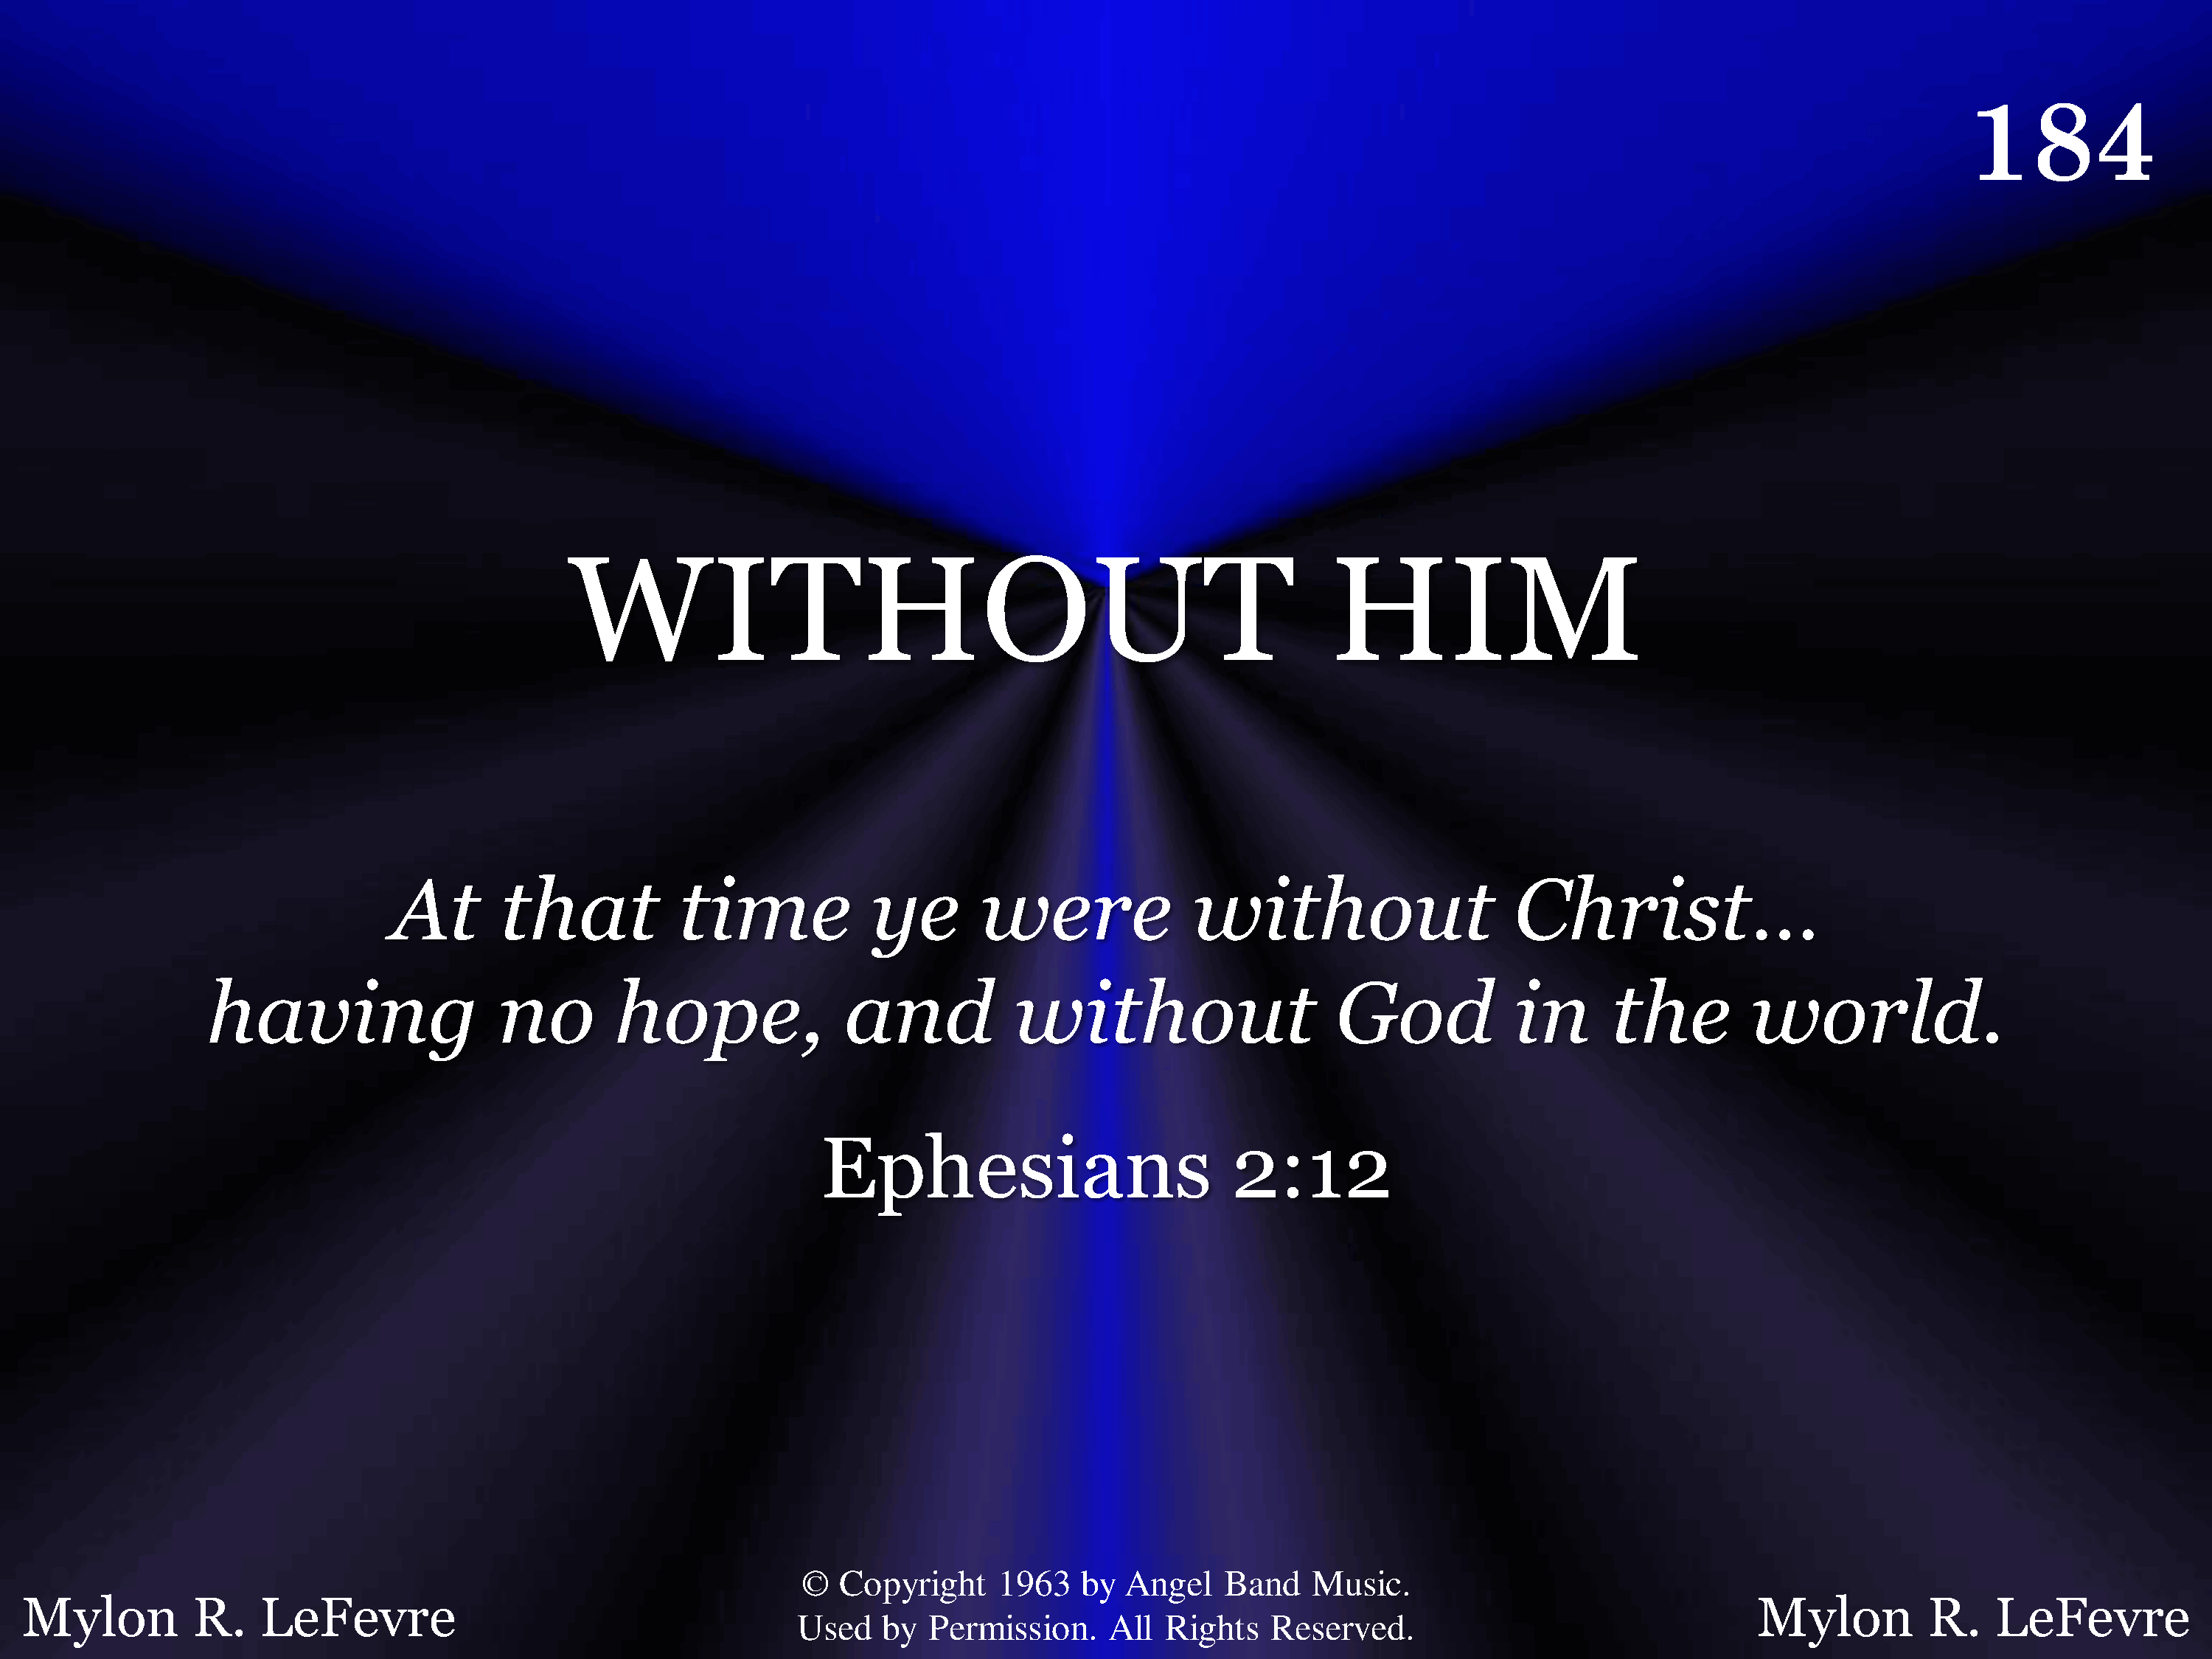 184
WITHOUT HIM
At that time ye were without Christ…
having no hope, and without God in the world.
Ephesians 2:12
Mylon R. LeFevre
© Copyright 1963 by Angel Band Music.
Used by Permission. All Rights Reserved.
Mylon R. LeFevre